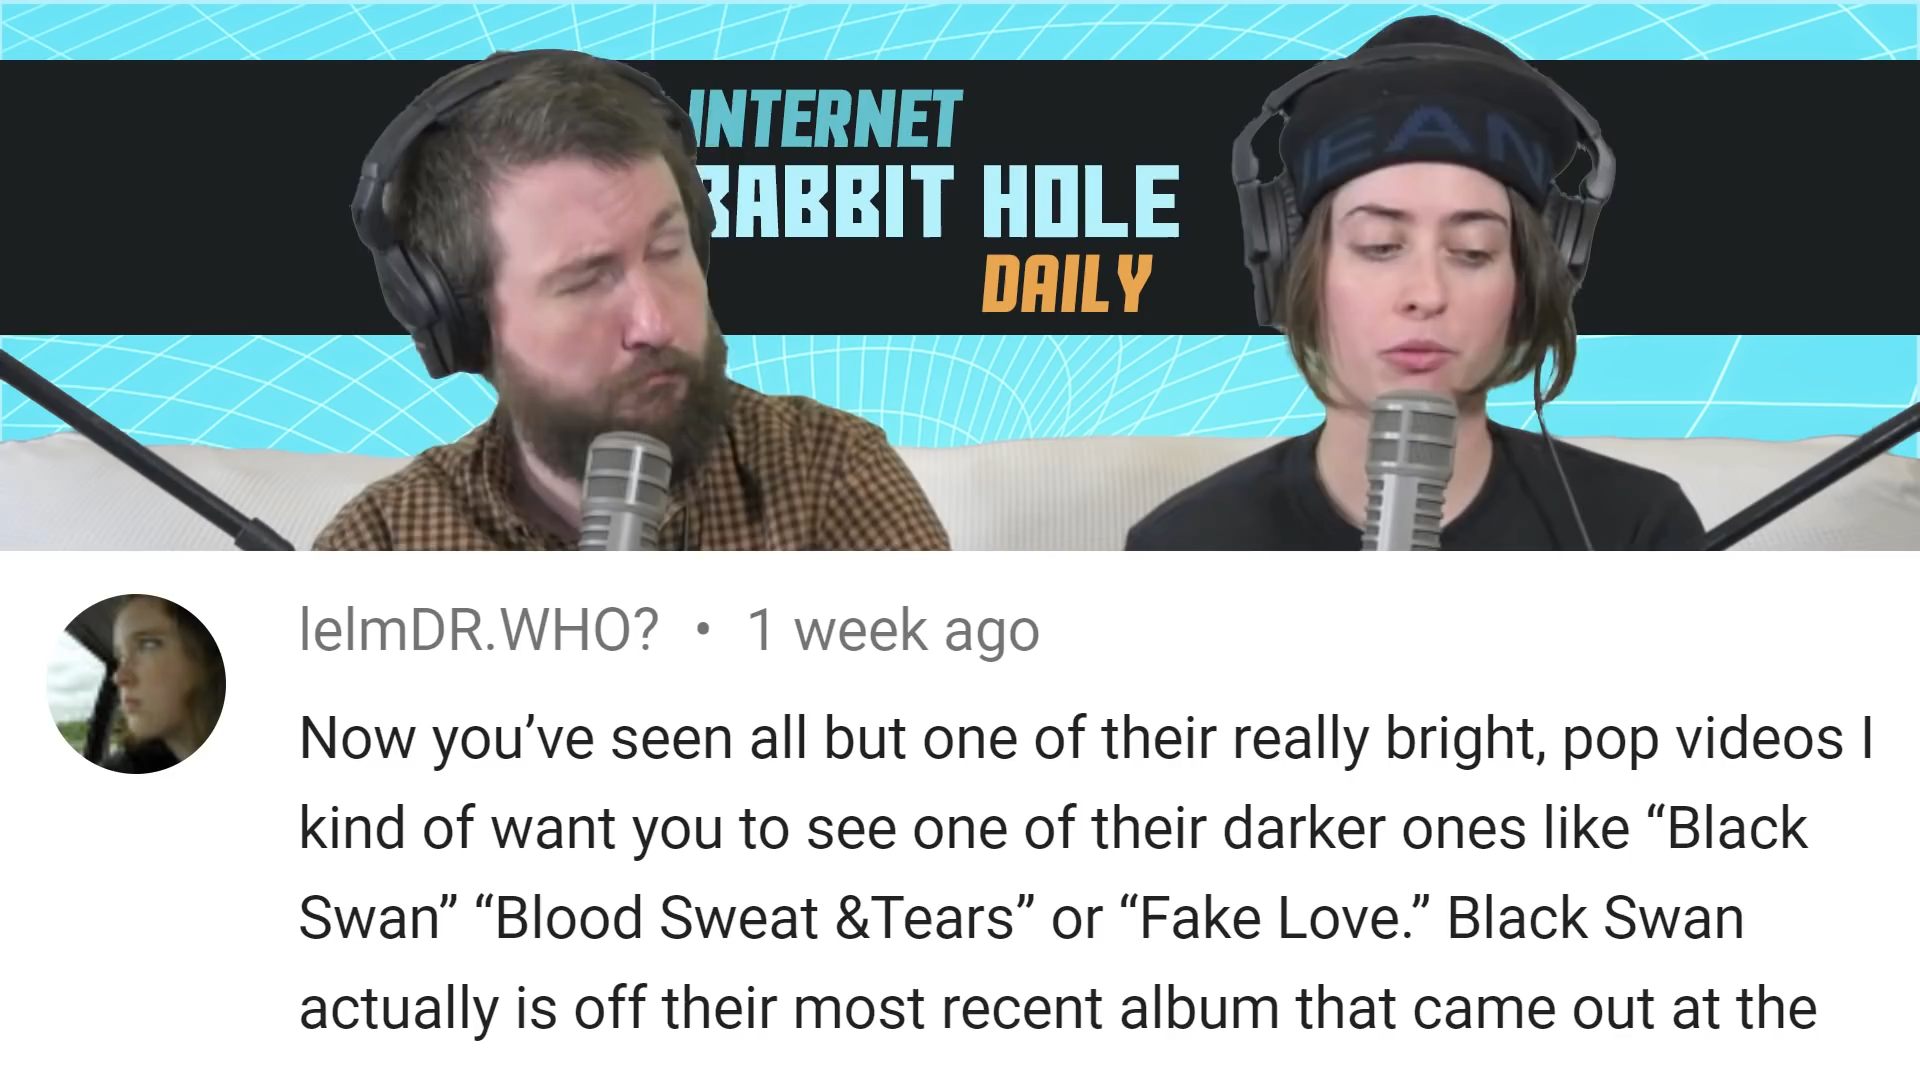 INTERNET
RABBIT HOLE
DAILY
JEAN
lelmDR.WHO? • 1 week ago
Now you’ve seen all but one of their really bright, pop videos I
kind of want you to see one of their darker ones like “Black
Swan” “Blood Sweat &Tears” or “Fake Love.” Black Swan
actually is off their most recent album that came out at the